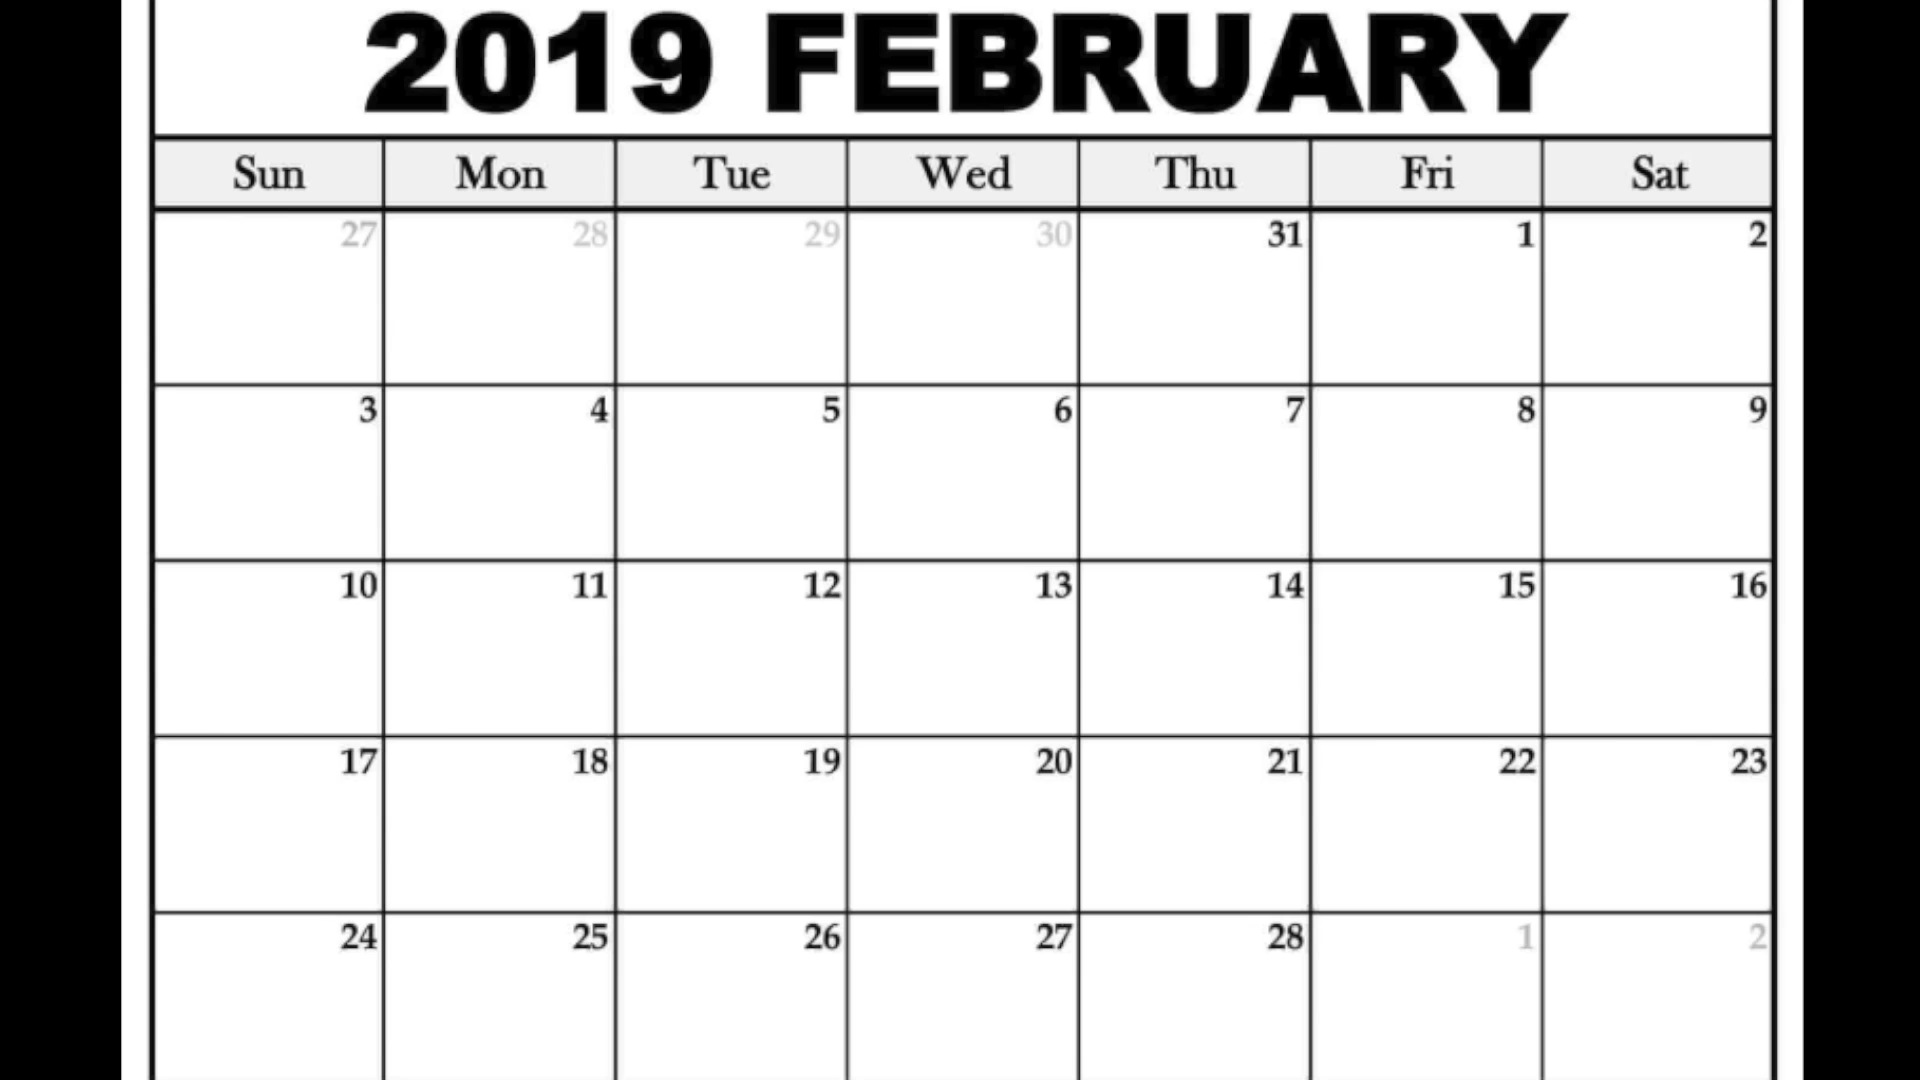 2019 FEBRUARY
Sun Mon Tue Wed Thu Fri Sat
27 28 29 30 31 1 2
3 4 5 6 7 8 9
10 11 12 13 14 15 16
17 18 19 20 21 22 23
24 25 26 27 28 1 2